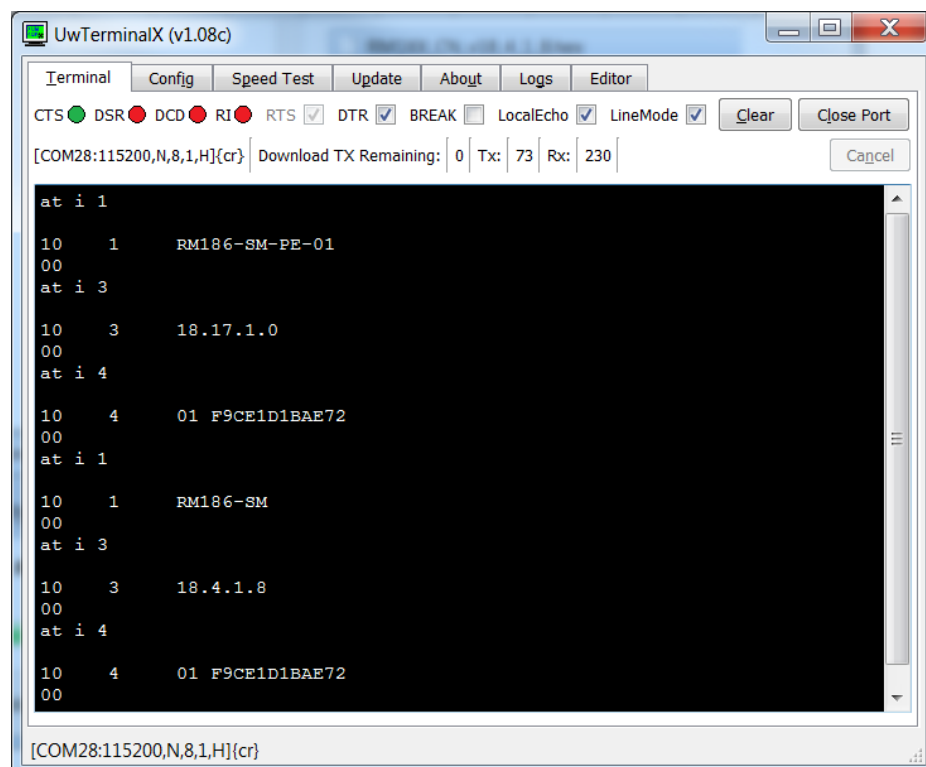 UwTerminalX (v1.08c)
Terminal Config Speed Test Update About Logs Editor
CTS DSR DCD RI RTS DTR BREAK LocalEcho LineMode Clear Close Port
[COM28:115200,N,8,1,H]{cr} Download TX Remaining: 0 Tx: 73 Rx: 230 Cancel
at i 1
10 1 RM186-SM-PE-01
00
at i 3
10 3 18.17.1.0
00
at i 4
10 4 01 F9CE1D1BAE72
00
at i 1
10 1 RM186-SM
00
at i 3
10 3 18.4.1.8
00
at i 4
10 4 01 F9CE1D1BAE72
00
[COM28:115200,N,8,1,H]{cr}